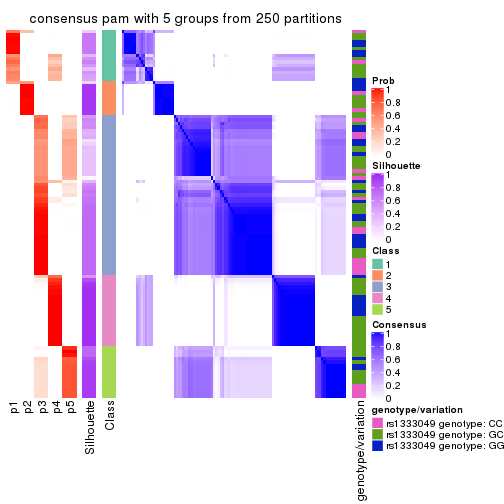 consensus pam with 5 groups from 250 partitions
Prob
1
0.8
0.6
0.4
0.2
0
Silhouette
1
0.8
0.6
0.4
0.2
0
Class
1
2
3
4
5
Consensus
1
0.8
0.6
0.4
0.2
0
genotype/variation
rs1333049 genotype: CC
rs1333049 genotype: GC
rs1333049 genotype: GG
p1
p2
p3
p4
p5
Silhouette
Class
genotype/variation